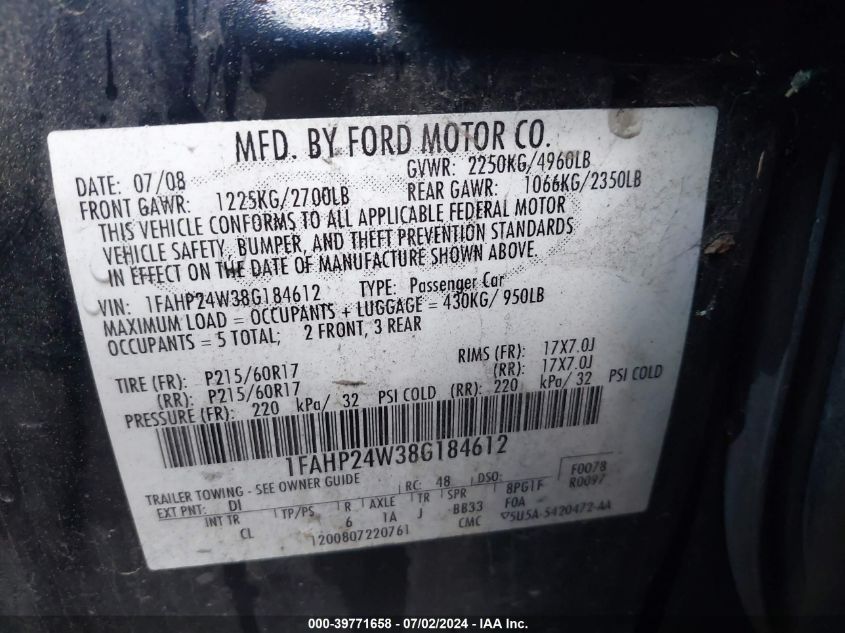 MFD. BY FORD MOTOR CO.
DATE: 07/08 GVWR: 2250KG/4960LB
FRONT GAWR: 1225KG/2700LB REAR GAWR: 1066KG/2350LB
THIS VEHICLE CONFORMS TO ALL APPLICABLE FEDERAL MOTOR
VEHICLE SAFETY, BUMPER, AND THEFT PREVENTION STANDARDS
IN EFFECT ON THE DATE OF MANUFACTURE SHOWN ABOVE.
VIN: 1FAHP24W38G184612 TYPE: Passenger Car
MAXIMUM LOAD = OCCUPANTS + LUGGAGE = 430KG/ 950LB
OCCUPANTS = 5 TOTAL; 2 FRONT, 3 REAR
TIRE (FR): P215/60R17 RIMS (FR): 17X7.0J
(RR): P215/60R17 (RR): 17X7.0J
PRESSURE (FR): 220 kPa/ 32 PSI COLD (RR): 220 kPa/ 32 PSI COLD
1FAHP24W38G184612
TRAILER TOWING - SEE OWNER GUIDE
EXT PNT: DI RC: 48 DSO: F0078
INT TR TP/PS R AXLE TR SPR 8PG1F R0097
CL 6 1A J BB33 FOA
1200807220761 CMC 5U5A-5420472-AA
000-39771658 - 07/02/2024 - IAA Inc.